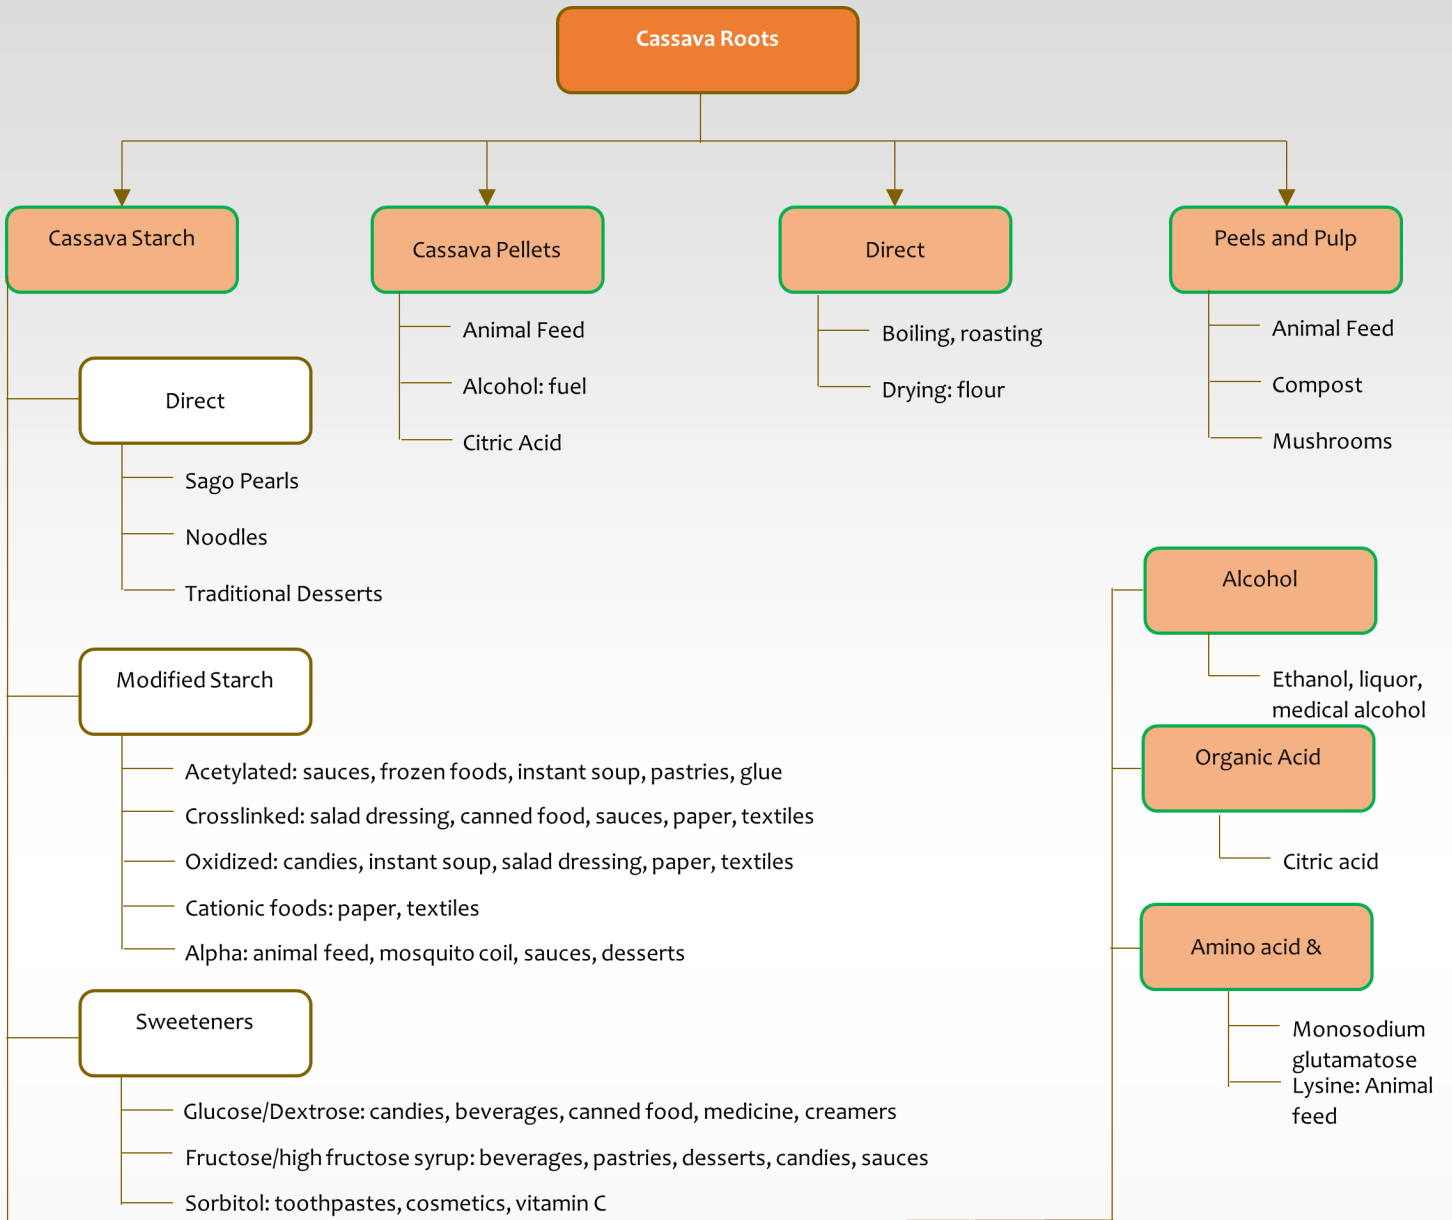 Cassava Roots
Cassava Starch
Cassava Pellets
Direct
Peels and Pulp
Animal Feed
Alcohol: fuel
Citric Acid
Boiling, roasting
Drying: flour
Animal Feed
Compost
Mushrooms
Direct
Sago Pearls
Noodles
Traditional Desserts
Modified Starch
Acetylated: sauces, frozen foods, instant soup, pastries, glue
Crosslinked: salad dressing, canned food, sauces, paper, textiles
Oxidized: candies, instant soup, salad dressing, paper, textiles
Cationic foods: paper, textiles
Alpha: animal feed, mosquito coil, sauces, desserts
Sweeteners
Glucose/Dextrose: candies, beverages, canned food, medicine, creamers
Fructose/high fructose syrup: beverages, pastries, desserts, candies, sauces
Sorbitol: toothpastes, cosmetics, vitamin C
Alcohol
Ethanol, liquor,
medical alcohol
Organic Acid
Citric acid
Amino acid &
Monosodium
glutamatose
Lysine: Animal
feed